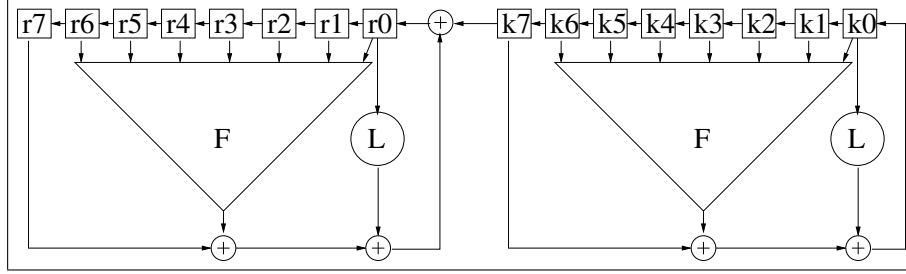 r7 r6 r5 r4 r3 r2 r1 r0 + k7 k6 k5 k4 k3 k2 k1 k0
F L F L
+ + + +